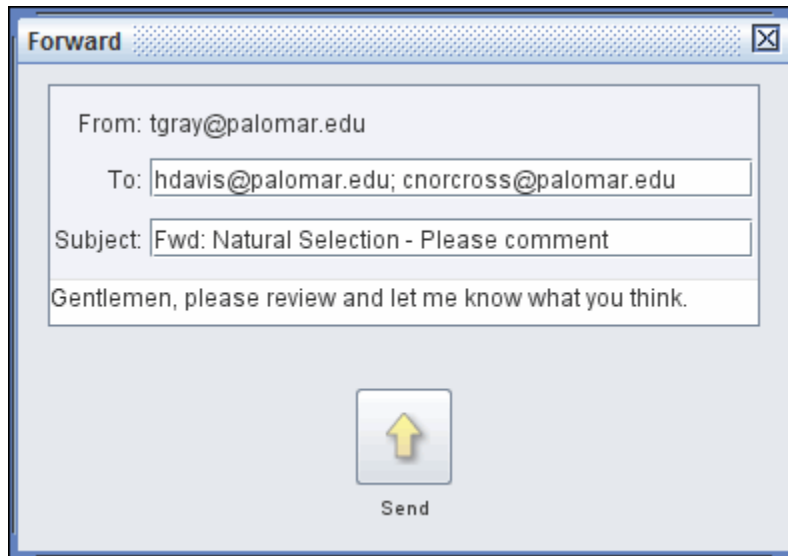 Forward
From: tgray@palomar.edu
To: hdavis@palomar.edu; cnorcross@palomar.edu
Subject: Fwd: Natural Selection - Please comment
Gentlemen, please review and let me know what you think.
Send